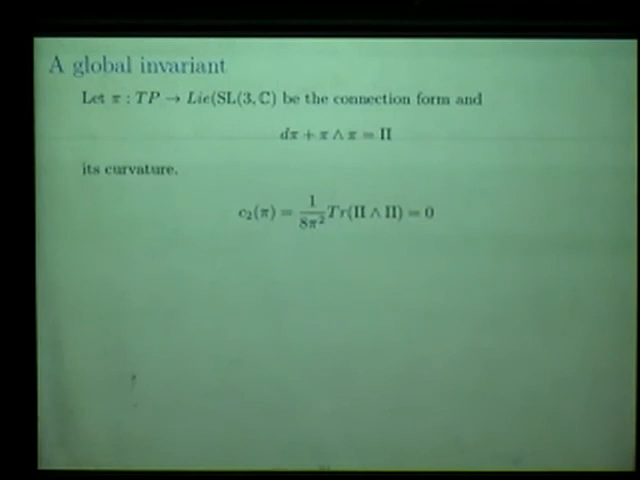 A global invariant
Let π : TP → Lie(SL(3, ℂ) be the connection form and
dπ + π ∧ π = Π
its curvature.
c₂(π) = 1/8π² Tr(Π ∧ Π) = 0